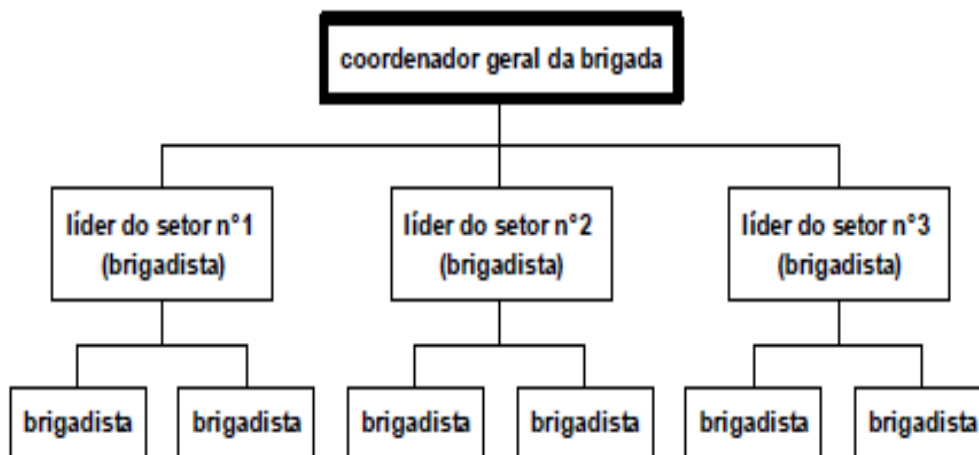 coordenador geral da brigada
líder do setor n°1
(brigadista)
líder do setor n°2
(brigadista)
líder do setor n°3
(brigadista)
brigadista
brigadista
brigadista
brigadista
brigadista
brigadista